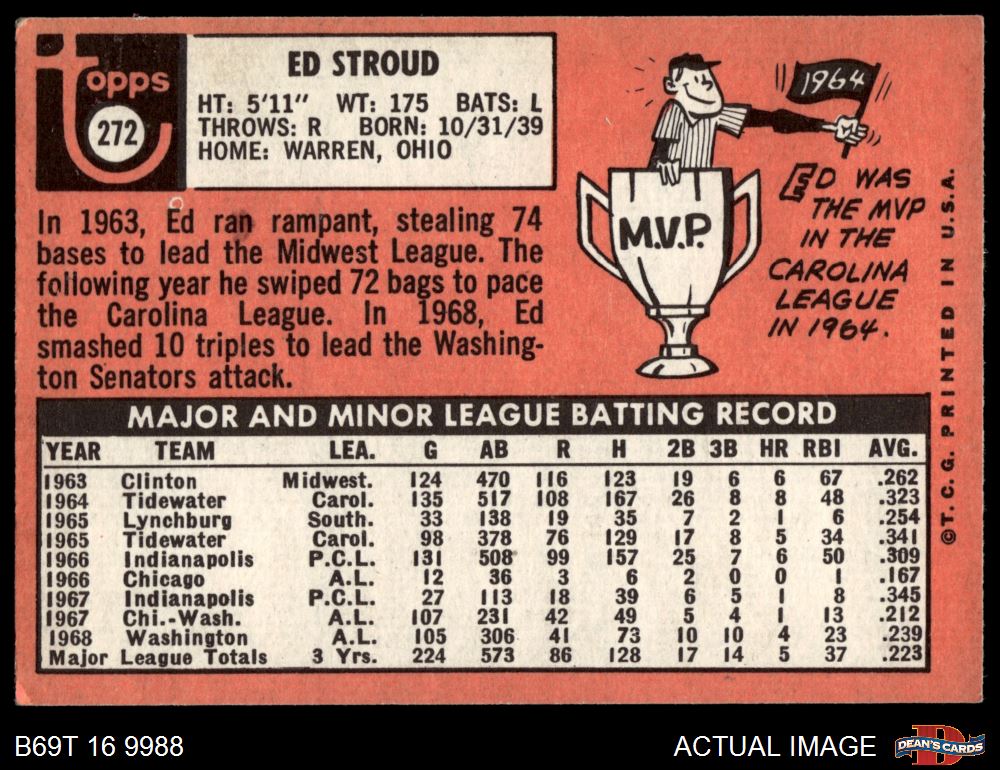 Topps
272
ED STROUD
HT: 5'11" WT: 175 BATS: L
THROWS: R BORN: 10/31/39
HOME: WARREN, OHIO
In 1963, Ed ran rampant, stealing 74
bases to lead the Midwest League. The
following year he swiped 72 bags to pace
the Carolina League. In 1968, Ed
smashed 10 triples to lead the Washing-
ton Senators attack.
1964
M.V.P.
ED WAS
THE MVP
IN THE
CAROLINA
LEAGUE
IN 1964.
©T.C.G. PRINTED IN U.S.A.
MAJOR AND MINOR LEAGUE BATTING RECORD
YEAR TEAM LEA. G AB R H 2B 3B HR RBI AVG.
1963 Clinton Midwest. 124 470 116 123 19 6 6 67 .262
1964 Tidewater Carol. 135 517 108 167 26 8 8 48 .323
1965 Lynchburg South. 33 138 19 35 7 2 1 6 .254
1965 Tidewater Carol. 98 378 76 129 17 8 5 34 .341
1966 Indianapolis P.C.L. 131 508 99 157 25 7 6 50 .309
1966 Chicago A.L. 12 36 3 6 2 0 0 1 .167
1967 Indianapolis P.C.L. 27 113 18 39 6 5 1 8 .345
1967 Chi.-Wash. A.L. 107 231 42 49 5 4 1 13 .212
1968 Washington A.L. 105 306 41 73 10 10 4 23 .239
Major League Totals 3 Yrs. 224 573 86 128 17 14 5 37 .223
B69T 16 9988
ACTUAL IMAGE
D
DEAN'S CARDS